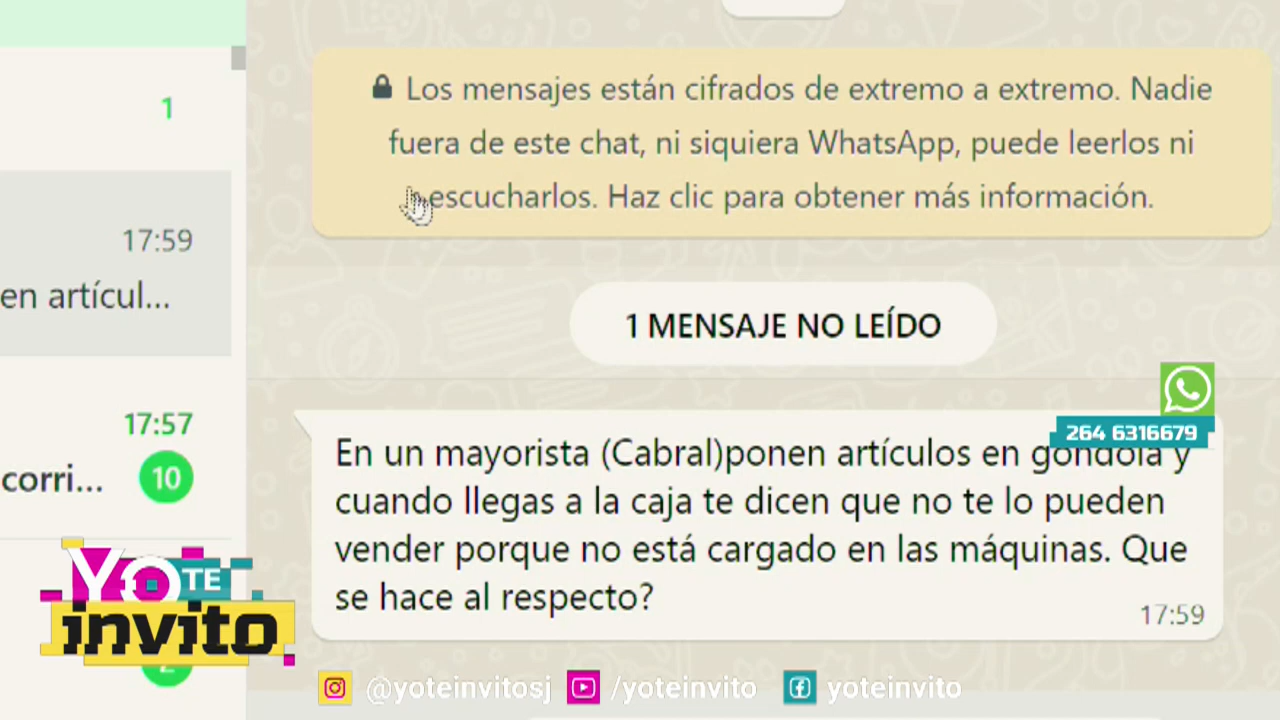 1
Los mensajes están cifrados de extremo a extremo. Nadie
fuera de este chat, ni siquiera WhatsApp, puede leerlos ni
escucharlos. Haz clic para obtener más información.
17:59
en artícul...
1 MENSAJE NO LEÍDO
17:57
corri...
10
264 6316679
En un mayorista (Cabral)ponen artículos en góndola y
cuando llegas a la caja te dicen que no te lo pueden
vender porque no está cargado en las máquinas. Que
se hace al respecto?
17:59
YO TE
invito
2
@yoteinvitosj
/yoteinvito
yoteinvito